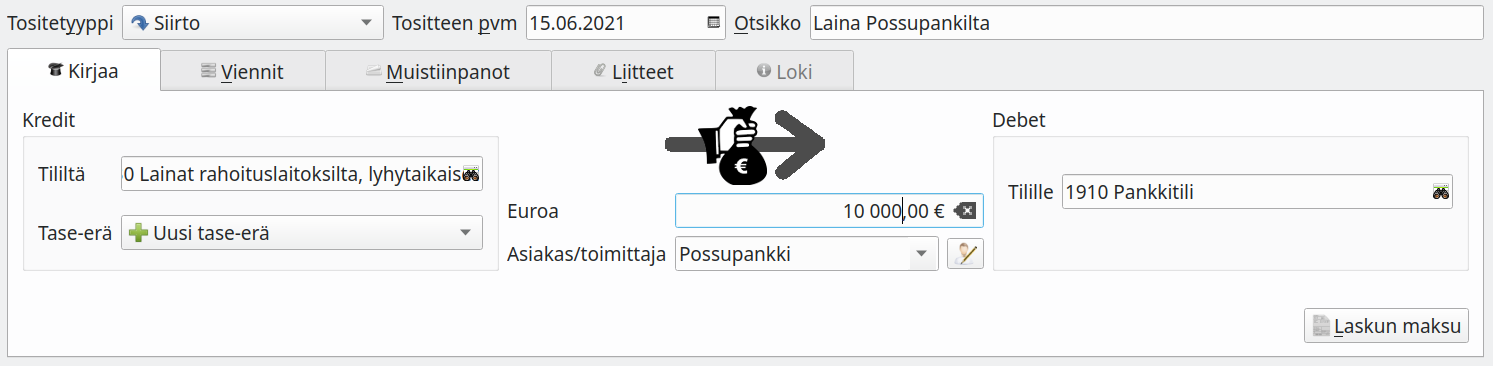 Tositetyyppi Siirto Tositteen pvm 15.06.2021 Otsikko Laina Possupankilta
Kirjaa Viennit Muistiinpanot Liitteet Loki
Kredit Debet
€
Tililtä 0 Lainat rahoituslaitoksilta, lyhytaikais
Tilille 1910 Pankkitili
Euroa 10 000,00 €
Tase-erä Uusi tase-erä
Asiakas/toimittaja Possupankki
Laskun maksu